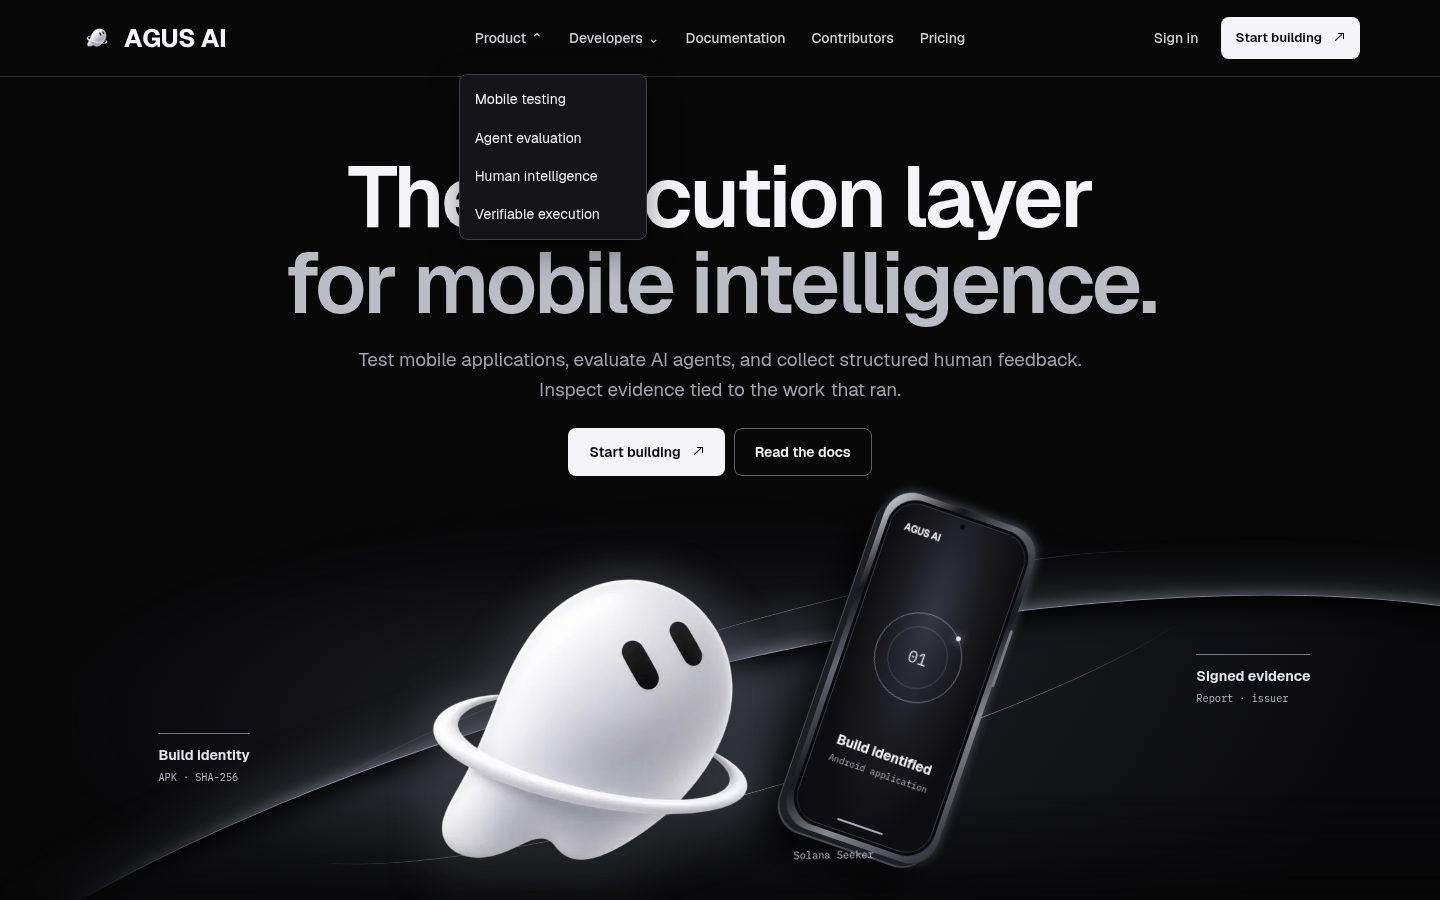 AGUS AI
Product
Developers
Documentation
Contributors
Pricing
Sign in
Start building
Mobile testing
Agent evaluation
Human intelligence
Verifiable execution
cution layer
for mobile intelligence.
Test mobile applications, evaluate AI agents, and collect structured human feedback.
Inspect evidence tied to the work that ran.
Start building
Read the docs
AGUS AI
01
Build identified
Android application
Solana Seeker
Build identity
APK · SHA-256
Signed evidence
Report · issuer